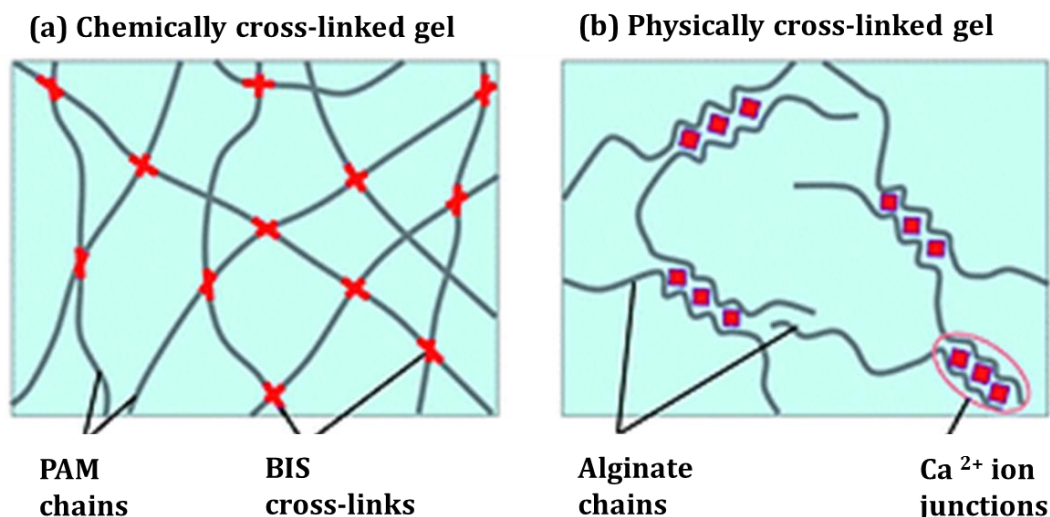 (a) Chemically cross-linked gel
(b) Physically cross-linked gel
PAM
chains
BIS
cross-links
Alginate
chains
Ca 2+ ion
junctions